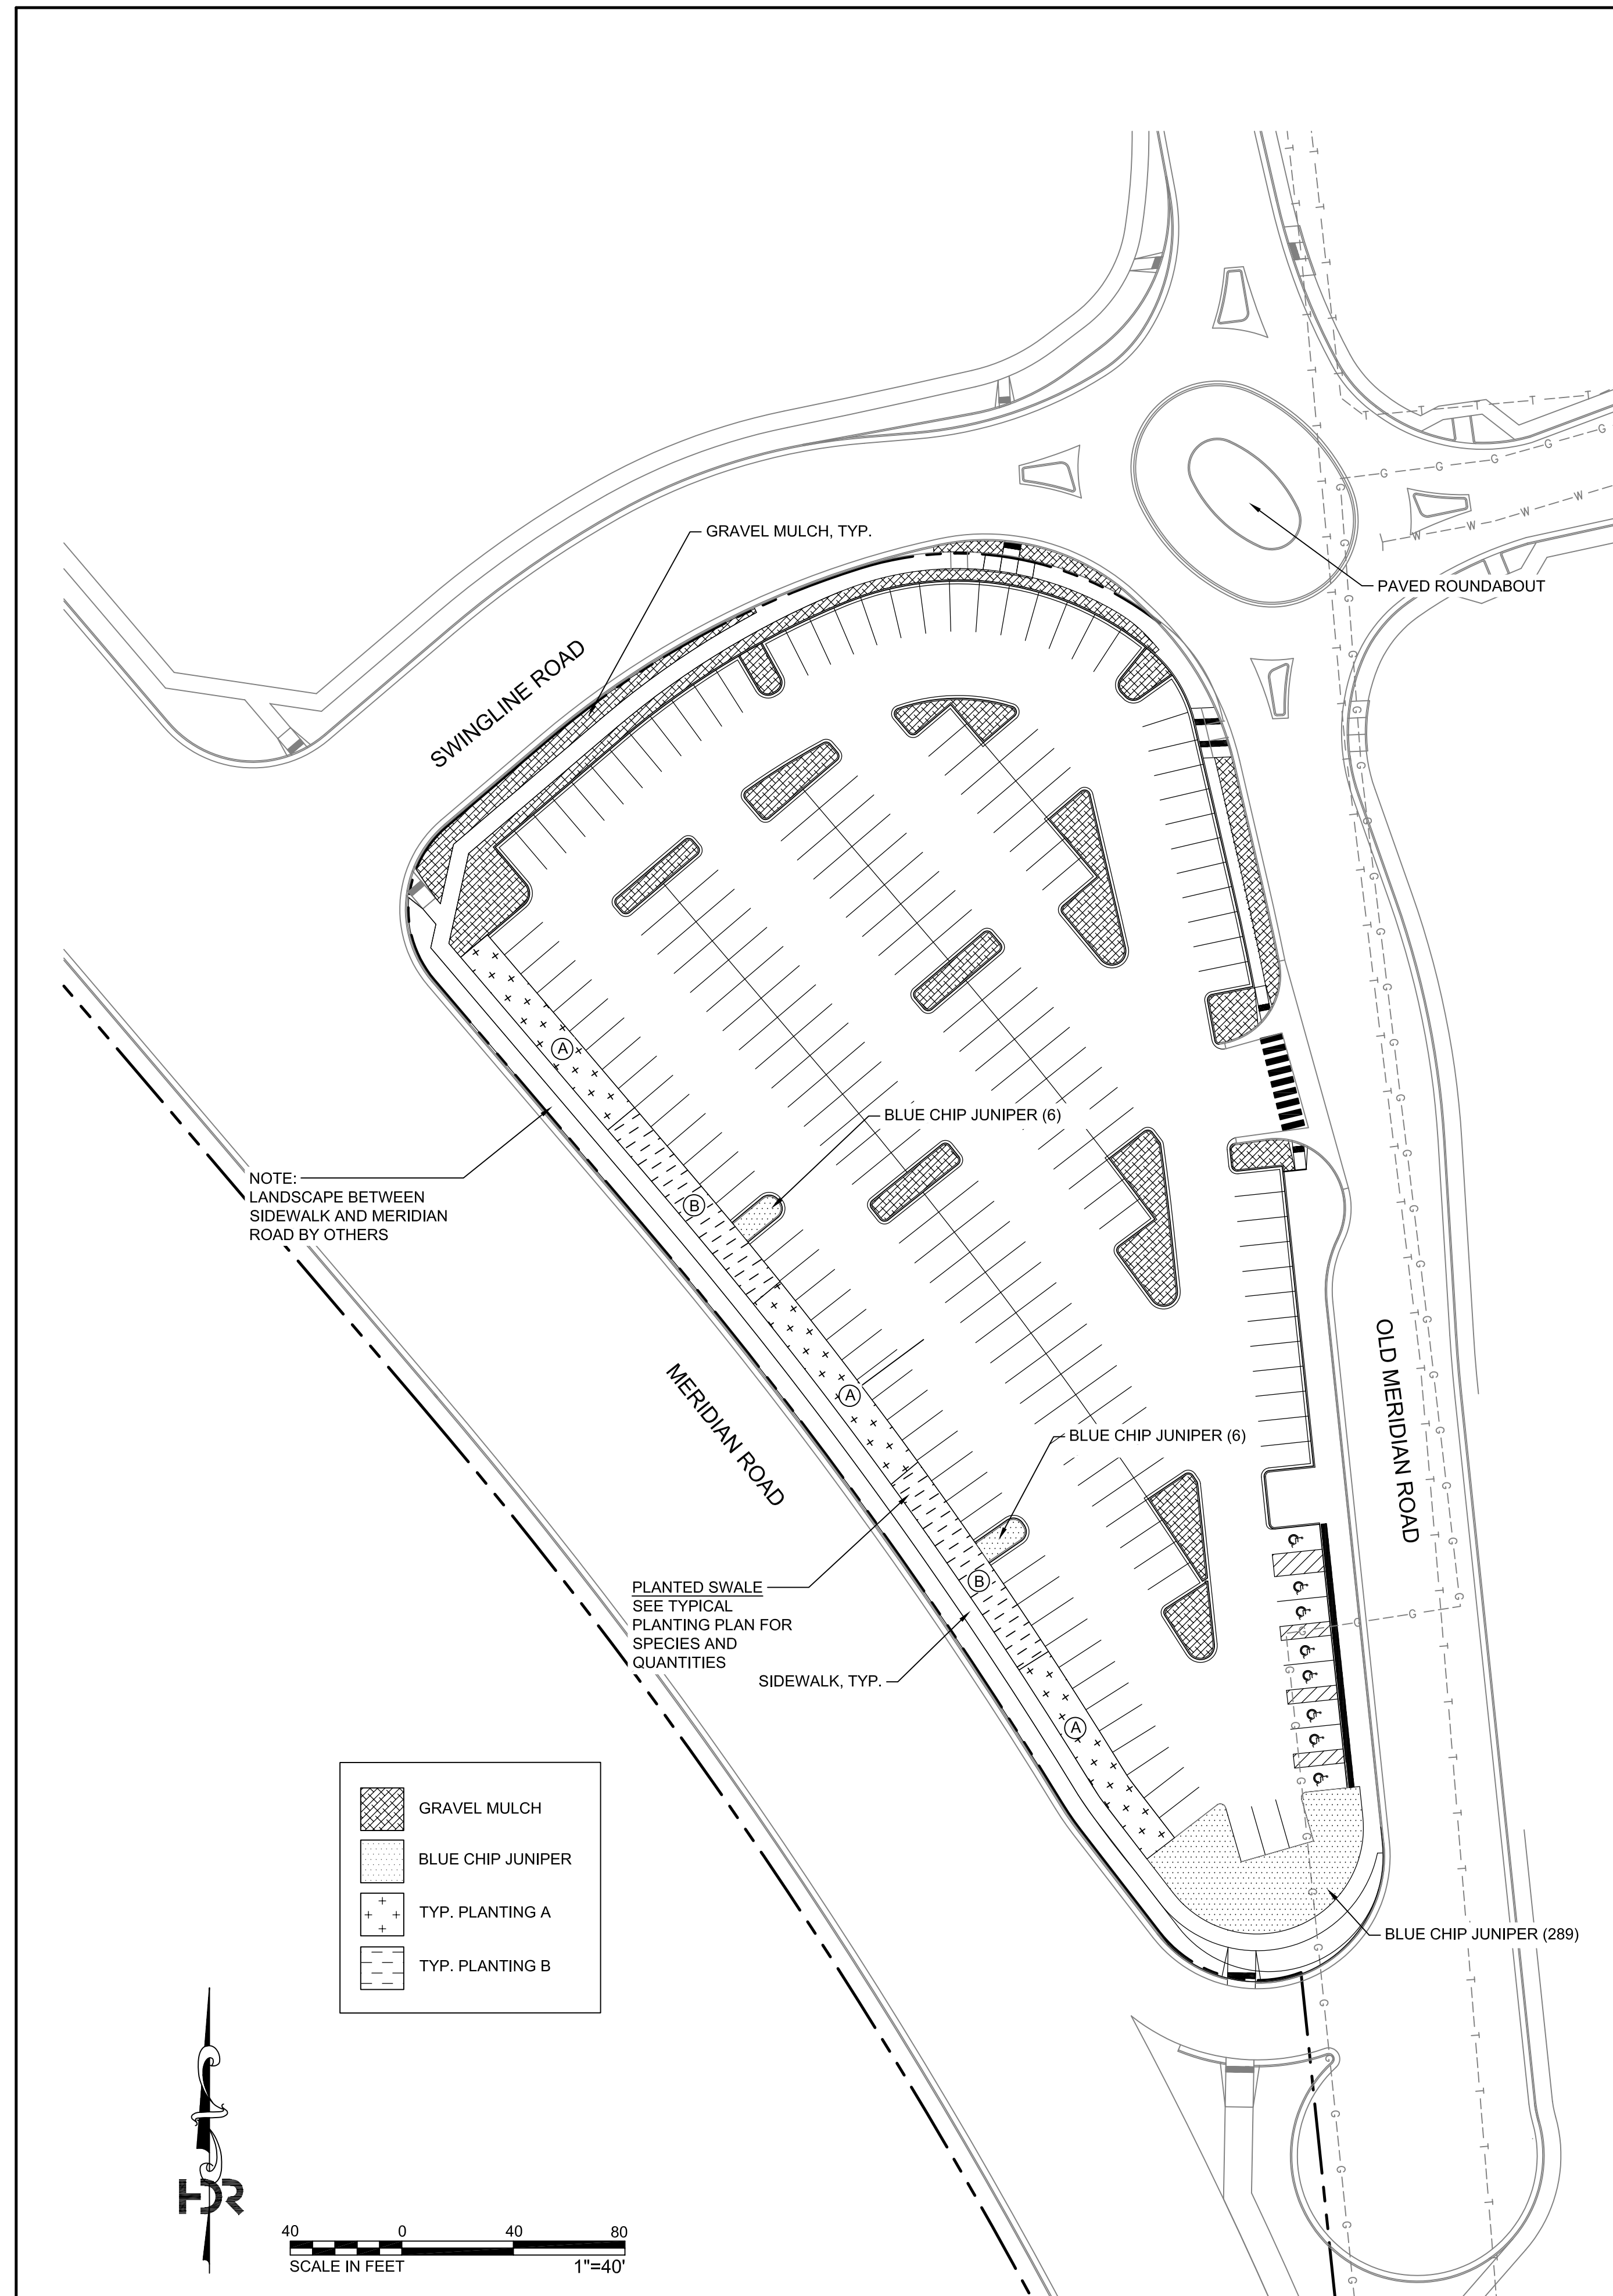 GRAVEL MULCH, TYP.
PAVED ROUNDABOUT
SWINGLINE ROAD
BLUE CHIP JUNIPER (6)
NOTE:
LANDSCAPE BETWEEN
SIDEWALK AND MERIDIAN
ROAD BY OTHERS
A
B
A
B
A
MERIDIAN ROAD
OLD MERIDIAN ROAD
BLUE CHIP JUNIPER (6)
PLANTED SWALE
SEE TYPICAL
PLANTING PLAN FOR
SPECIES AND
QUANTITIES
SIDEWALK, TYP.
GRAVEL MULCH
BLUE CHIP JUNIPER
TYP. PLANTING A
TYP. PLANTING B
BLUE CHIP JUNIPER (289)
HDR
40 0 40 80
SCALE IN FEET 1"=40'